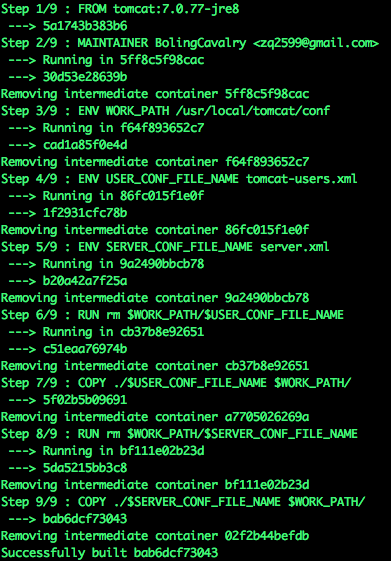 Step 1/9 : FROM tomcat:7.0.77-jre8
---> 5a1743b383b6
Step 2/9 : MAINTAINER BolingCavalry <zq2599@gmail.com>
---> Running in 5ff8c5f98cac
---> 30d53e28639b
Removing intermediate container 5ff8c5f98cac
Step 3/9 : ENV WORK_PATH /usr/local/tomcat/conf
---> Running in f64f893652c7
---> cad1a85f0e4d
Removing intermediate container f64f893652c7
Step 4/9 : ENV USER_CONF_FILE_NAME tomcat-users.xml
---> Running in 86fc015f1e0f
---> 1f2931cfc78b
Removing intermediate container 86fc015f1e0f
Step 5/9 : ENV SERVER_CONF_FILE_NAME server.xml
---> Running in 9a2490bbcb78
---> b20a42a7f25a
Removing intermediate container 9a2490bbcb78
Step 6/9 : RUN rm $WORK_PATH/$USER_CONF_FILE_NAME
---> Running in cb37b8e92651
---> c51eaa76974b
Removing intermediate container cb37b8e92651
Step 7/9 : COPY ./$USER_CONF_FILE_NAME $WORK_PATH/
---> 5f02b5b09691
Removing intermediate container a7705026269a
Step 8/9 : RUN rm $WORK_PATH/$SERVER_CONF_FILE_NAME
---> Running in bf111e02b23d
---> 5da5215bb3c8
Removing intermediate container bf111e02b23d
Step 9/9 : COPY ./$SERVER_CONF_FILE_NAME $WORK_PATH/
---> bab6dcf73043
Removing intermediate container 02f2b44befdb
Successfully built bab6dcf73043